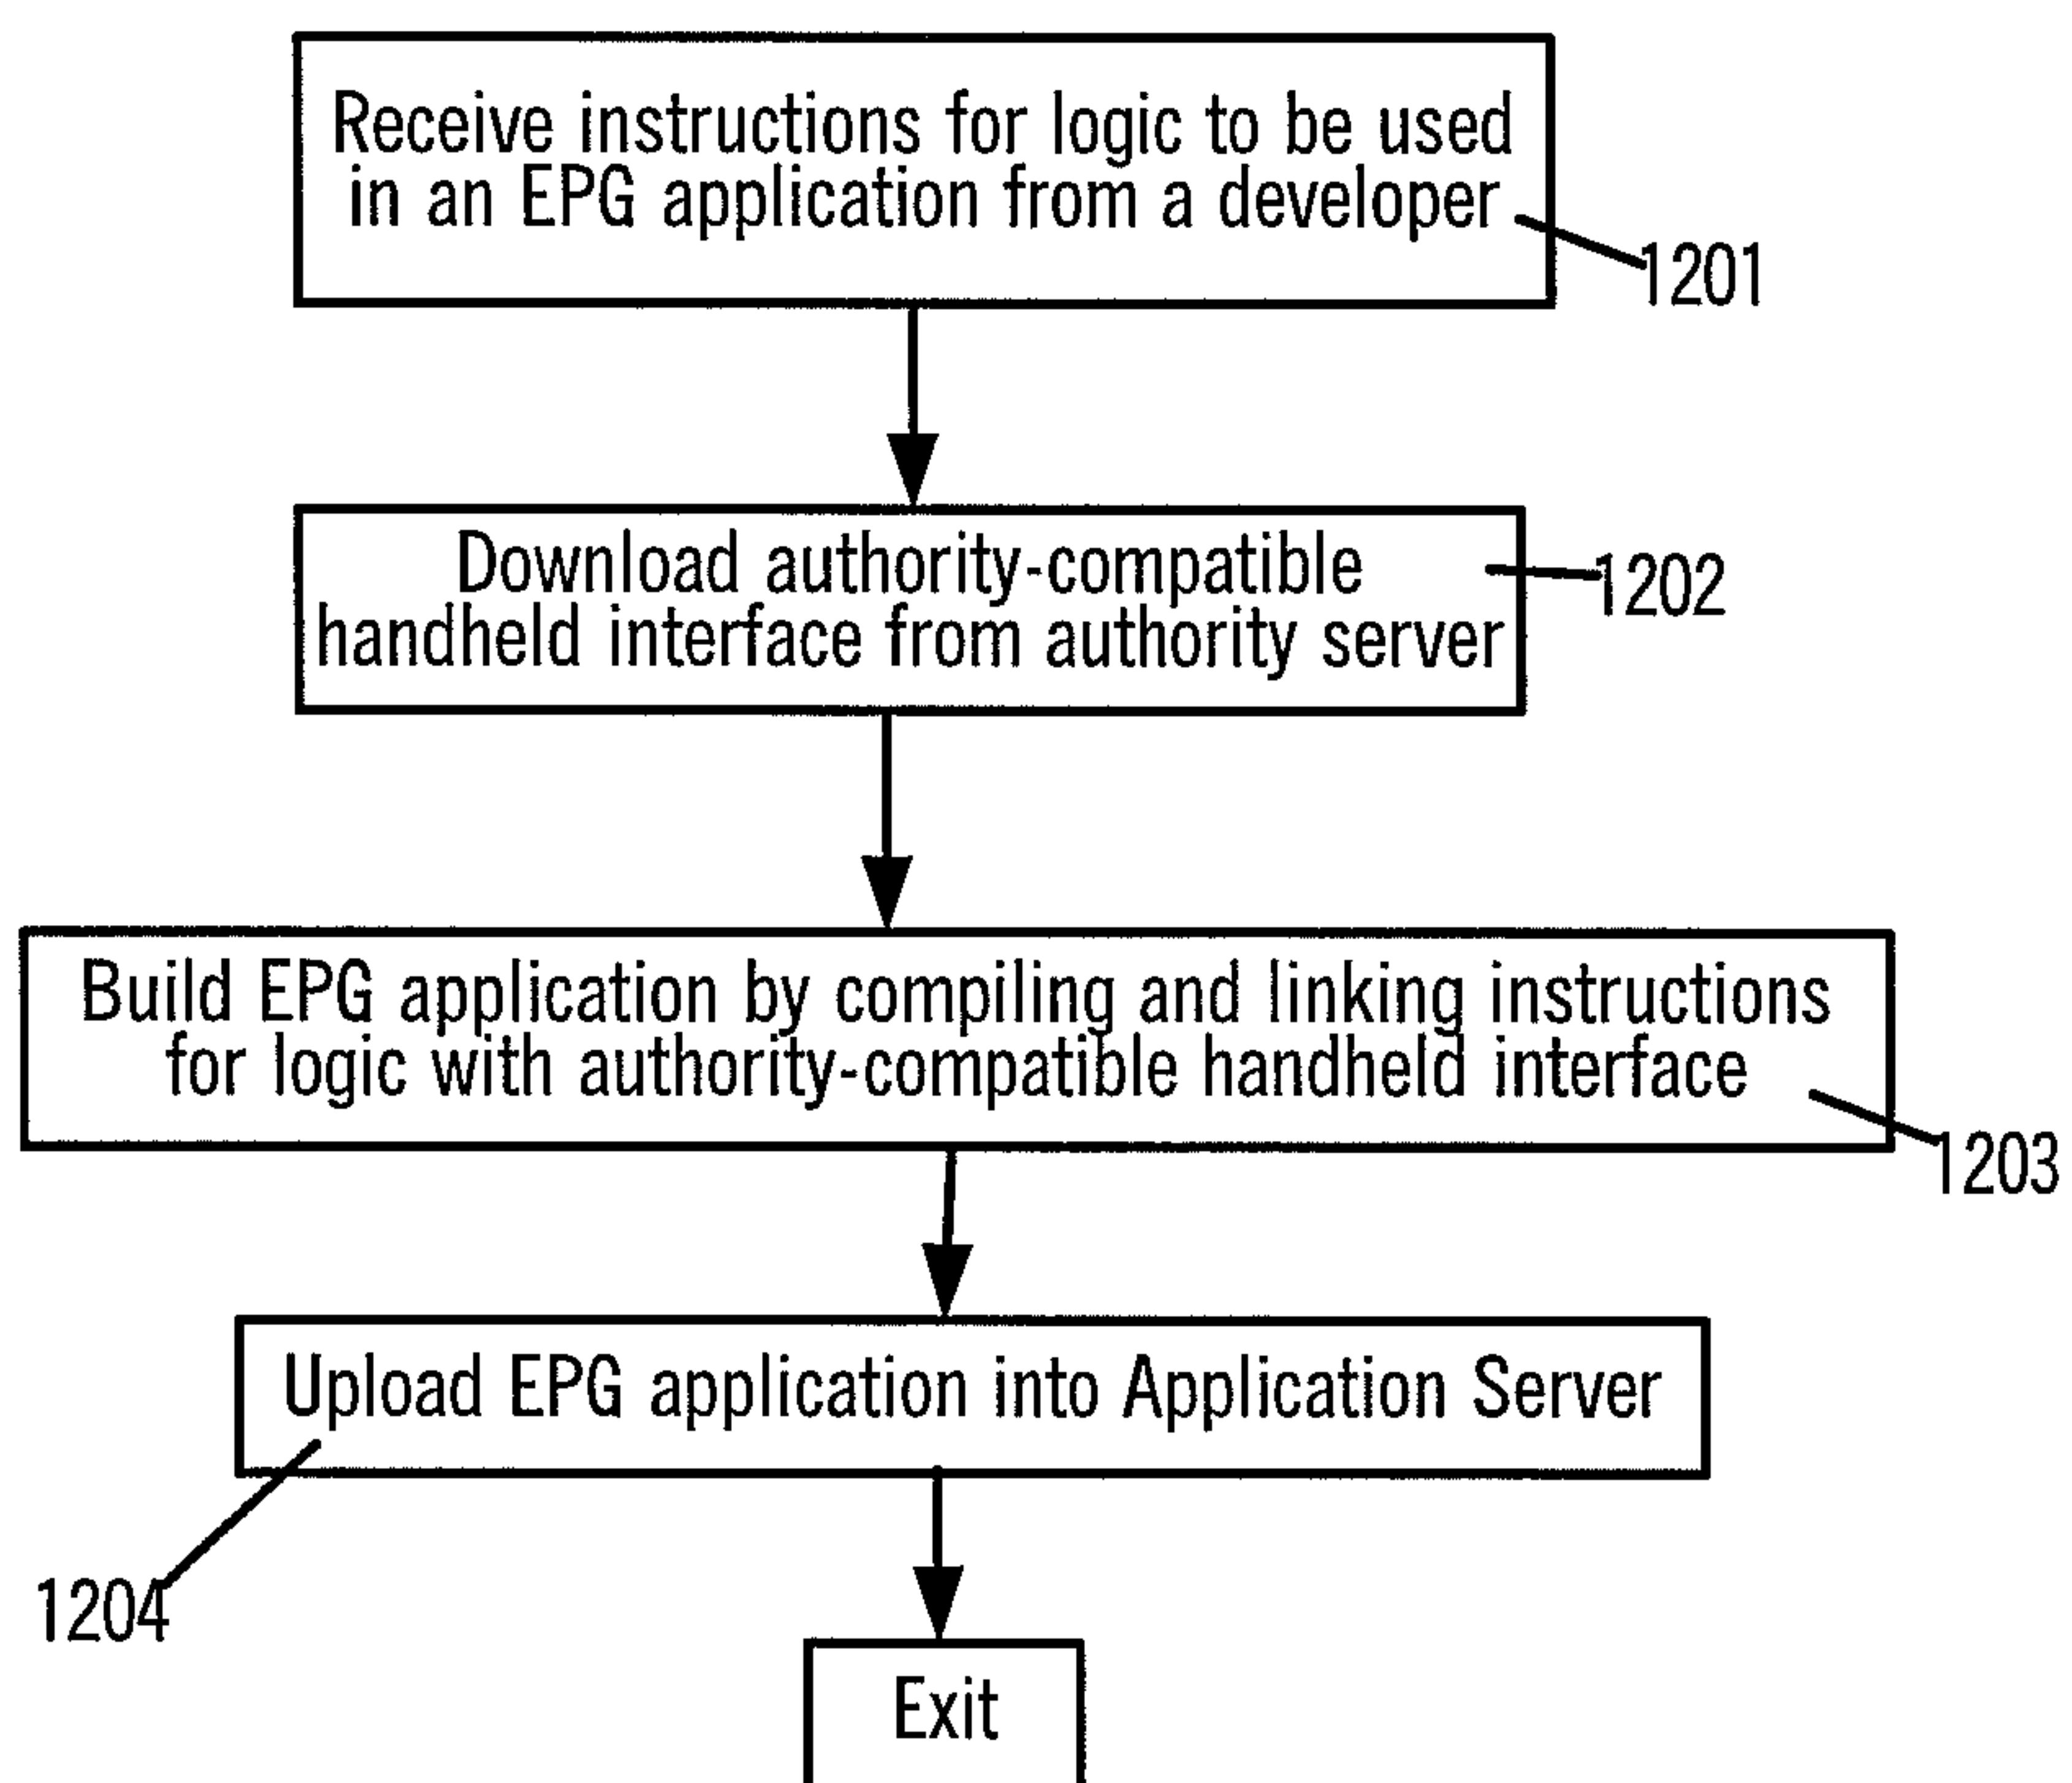 Receive instructions for logic to be used
in an EPG application from a developer
1201
Download authority-compatible
handheld interface from authority server
1202
Build EPG application by compiling and linking instructions
for logic with authority-compatible handheld interface
1203
Upload EPG application into Application Server
1204
Exit